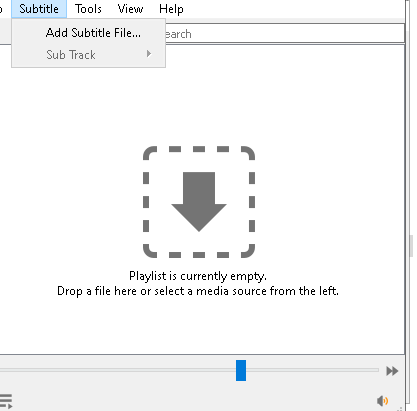 Subtitle Tools View Help
Add Subtitle File...
Sub Track
Playlist is currently empty.
Drop a file here or select a media source from the left.